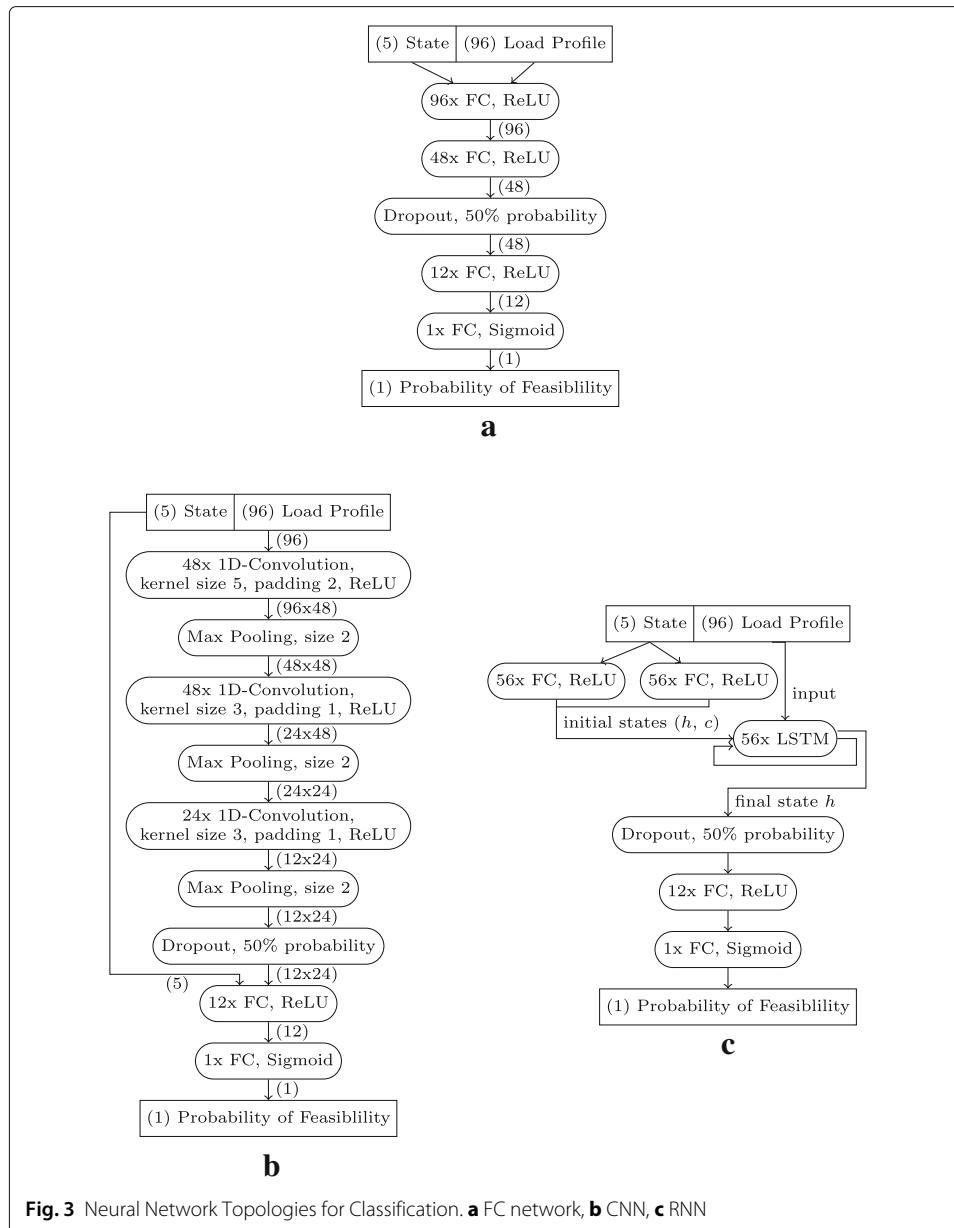 (5) State (96) Load Profile
96x FC, ReLU
(96)
48x FC, ReLU
(48)
Dropout, 50% probability
(48)
12x FC, ReLU
(12)
1x FC, Sigmoid
(1)
(1) Probability of Feasiblility
a
(5) State (96) Load Profile
(96)
48x 1D-Convolution,
kernel size 5, padding 2, ReLU
(96x48)
Max Pooling, size 2
(48x48)
48x 1D-Convolution,
kernel size 3, padding 1, ReLU
(24x48)
Max Pooling, size 2
(24x24)
24x 1D-Convolution,
kernel size 3, padding 1, ReLU
(12x24)
Max Pooling, size 2
(12x24)
Dropout, 50% probability
(5)
(12x24)
12x FC, ReLU
(12)
1x FC, Sigmoid
(1)
(1) Probability of Feasiblility
b
(5) State (96) Load Profile
56x FC, ReLU 56x FC, ReLU
input
initial states (h, c)
56x LSTM
final state h
Dropout, 50% probability
12x FC, ReLU
1x FC, Sigmoid
(1) Probability of Feasiblility
c
Fig. 3 Neural Network Topologies for Classification. a FC network, b CNN, c RNN